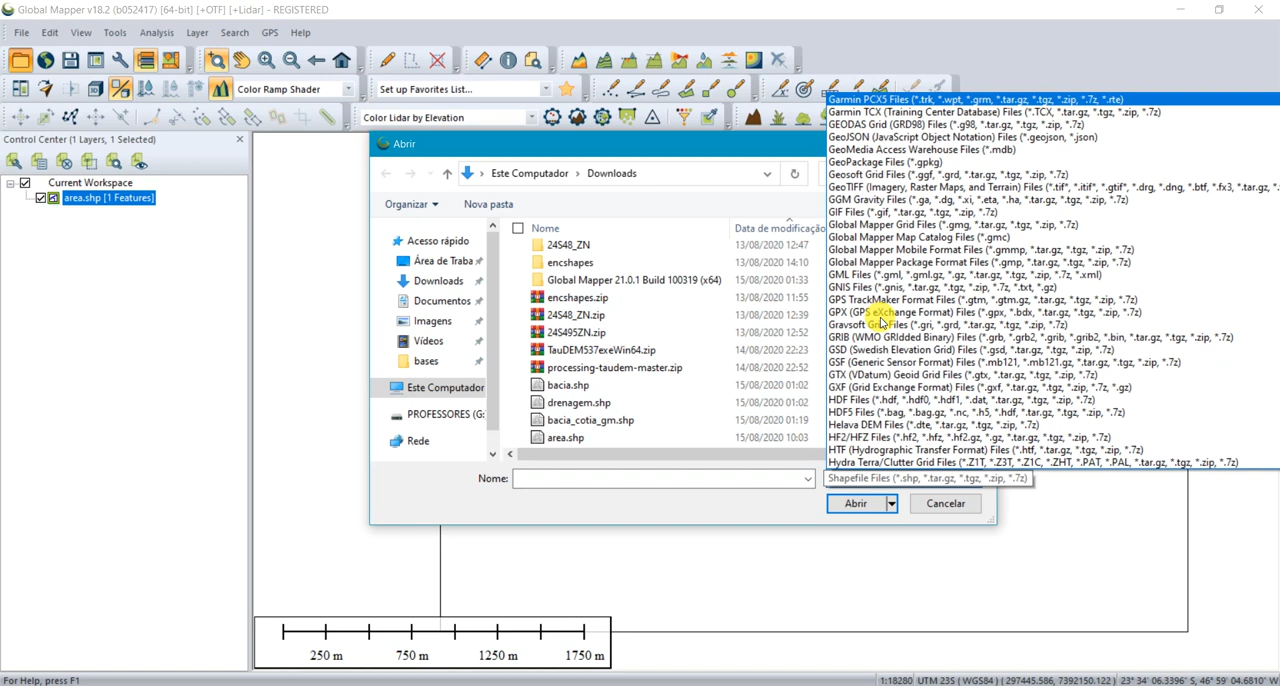 Global Mapper v18.2 (b052417) [64-bit] [+OTF] [+Lidar] - REGISTERED
File Edit View Tools Analysis Layer Search GPS Help
Color Ramp Shader Set up Favorites List...
Color Lidar by Elevation
Control Center (1 Layers, 1 Selected)
Current Workspace
area.shp [1 Features]
Abrir
Este Computador > Downloads
Organizar Nova pasta
Nome Data de modificação
Acesso rápido
Área de Traba
Downloads
Documentos
Imagens
Vídeos
bases
Este Computador
PROFESSORES (G:
Rede
24S48_ZN 13/08/2020 12:47
encshapes 13/08/2020 14:10
Global Mapper 21.0.1 Build 100319 (x64) 15/08/2020 01:33
encshapes.zip 13/08/2020 11:55
24S48_ZN.zip 13/08/2020 12:39
24S495ZN.zip 13/08/2020 12:52
TauDEM537exeWin64.zip 14/08/2020 22:23
processing-taudem-master.zip 14/08/2020 22:52
bacia.shp 15/08/2020 01:02
drenagem.shp 15/08/2020 01:02
bacia_cotia_gm.shp 15/08/2020 01:19
area.shp 15/08/2020 10:03
Nome:
Garmin PCX5 Files (*.trk, *.wpt, *.grm, *.tar.gz, *.tgz, *.zip, *.7z, *.rte)
Garmin TCX (Training Center Database) Files (*.TCX, *.tar.gz, *.tgz, *.zip, *.7z)
GEODAS Grid (GRD98) Files (*.g98, *.tar.gz, *.tgz, *.zip, *.7z)
GeoJSON (JavaScript Object Notation) Files (*.geojson, *.json)
GeoMedia Access Warehouse Files (*.mdb)
GeoPackage Files (*.gpkg)
Geosoft Grid Files (*.ggf, *.grd, *.tar.gz, *.tgz, *.zip, *.7z)
GeoTIFF (Imagery, Raster Maps, and Terrain) Files (*.tif*, *.itif*, *.gtif*, *.drg, *.dng, *.btf, *.fx3, *.tar.gz, *.
GGM Gravity Files (*.ga, *.dg, *.xi, *.eta, *.ha, *.tar.gz, *.tgz, *.zip, *.7z)
GIF Files (*.gif, *.tar.gz, *.tgz, *.zip, *.7z)
Global Mapper Grid Files (*.gmg, *.tar.gz, *.tgz, *.zip, *.7z)
Global Mapper Map Catalog Files (*.gmc)
Global Mapper Mobile Format Files (*.gmmp, *.tar.gz, *.tgz, *.zip, *.7z)
Global Mapper Package Format Files (*.gmp, *.tar.gz, *.tgz, *.zip, *.7z)
GML Files (*.gml, *.gml.gz, *.gz, *.tar.gz, *.tgz, *.zip, *.7z, *.xml)
GNIS Files (*.gnis, *.tar.gz, *.tgz, *.zip, *.7z, *.txt, *.gz)
GPS TrackMaker Format Files (*.gtm, *.gtm.gz, *.tar.gz, *.tgz, *.zip, *.7z)
GPX (GPS eXchange Format) Files (*.gpx, *.bdx, *.tar.gz, *.tgz, *.zip, *.7z)
Gravsoft Grid Files (*.gri, *.grd, *.tar.gz, *.tgz, *.zip, *.7z)
GRIB (WMO GRIdded Binary) Files (*.grb, *.grb2, *.grib, *.grib2, *.bin, *.tar.gz, *.tgz, *.zip, *.7z)
GSD (Swedish Elevation Grid) Files (*.gsd, *.tar.gz, *.tgz, *.zip, *.7z)
GSF (Generic Sensor Format) Files (*.mb121, *.mb121.gz, *.tar.gz, *.tgz, *.zip, *.7z)
GTX (VDatum) Geoid Grid Files (*.gtx, *.tar.gz, *.tgz, *.zip, *.7z)
GXF (Grid Exchange Format) Files (*.gxf, *.tar.gz, *.tgz, *.zip, *.7z, *.gz)
HDF Files (*.hdf, *.hdf0, *.hdf1, *.dat, *.tar.gz, *.tgz, *.zip, *.7z)
HDF5 Files (*.bag, *.bag.gz, *.nc, *.h5, *.hdf, *.tar.gz, *.tgz, *.zip, *.7z)
Helava DEM Files (*.dte, *.tar.gz, *.tgz, *.zip, *.7z)
HF2/HFZ Files (*.hf2, *.hfz, *.hf2.gz, *.gz, *.tar.gz, *.tgz, *.zip, *.7z)
HTF (Hydrographic Transfer Format) Files (*.htf, *.tar.gz, *.tgz, *.zip, *.7z)
Hydra Terra/Clutter Grid Files (*.Z1T, *.Z3T, *.Z1C, *.ZHT, *.PAT, *.PAL, *.tar.gz, *.tgz, *.zip, *.7z)
Shapefile Files (*.shp, *.tar.gz, *.tgz, *.zip, *.7z)
Abrir Cancelar
250 m 750 m 1250 m 1750 m
For Help, press F1 1:18280 UTM 23S ( WGS84 ) ( 297445.586, 7392150.122 ) 23° 34' 06.3396" S, 46° 59' 04.6810" W